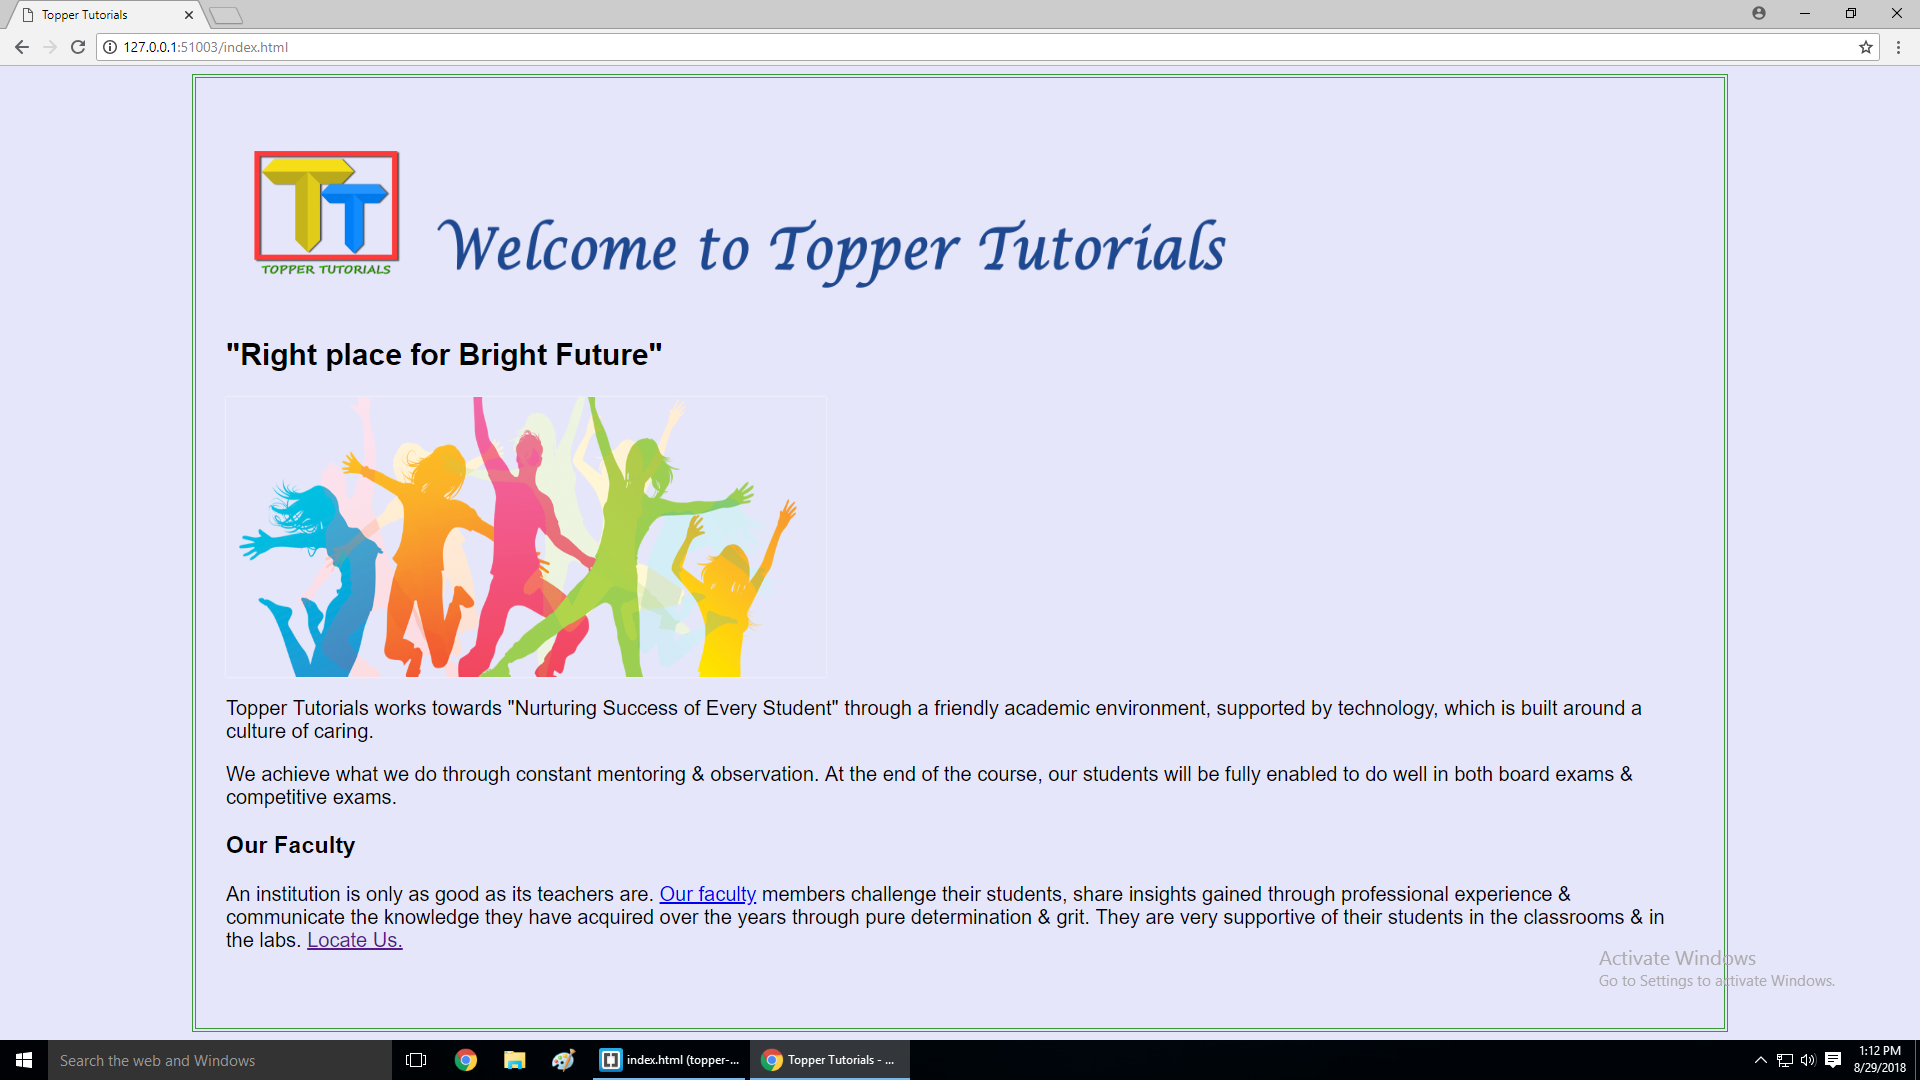 Topper Tutorials
127.0.0.1:51003/index.html
TOPPER TUTORIALS
Welcome to Topper Tutorials
"Right place for Bright Future"
Topper Tutorials works towards "Nurturing Success of Every Student" through a friendly academic environment, supported by technology, which is built around a
culture of caring.
We achieve what we do through constant mentoring & observation. At the end of the course, our students will be fully enabled to do well in both board exams &
competitive exams.
Our Faculty
An institution is only as good as its teachers are. Our faculty members challenge their students, share insights gained through professional experience &
communicate the knowledge they have acquired over the years through pure determination & grit. They are very supportive of their students in the classrooms & in
the labs. Locate Us.
Activate Windows
Go to Settings to activate Windows.
Search the web and Windows
index.html (topper-...
Topper Tutorials - ...
1:12 PM
8/29/2018